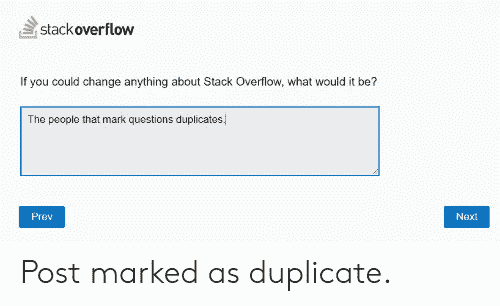 stackoverflow
If you could change anything about Stack Overflow, what would it be?
The people that mark questions duplicates.
Prev Next
Post marked as duplicate.